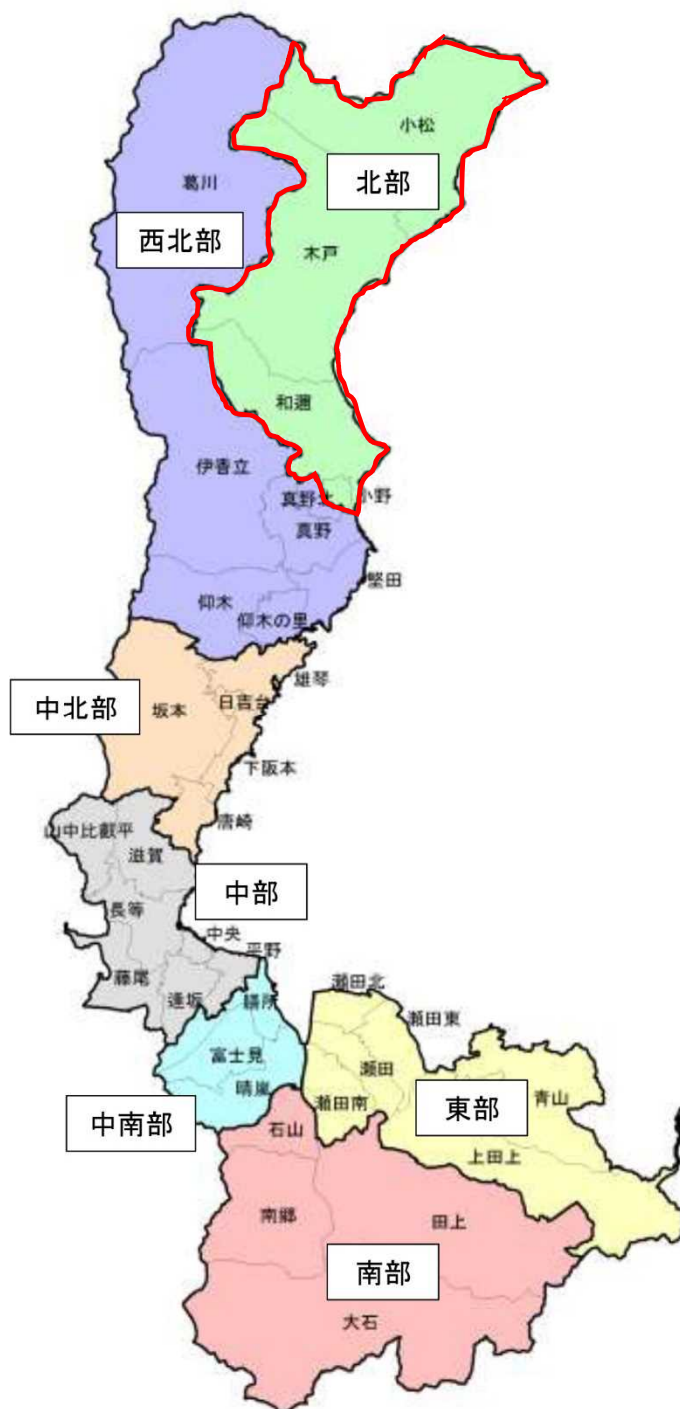 小松
北部
葛川
西北部
木戸
和邇
伊香立
真野北
小野
真野
堅田
仰木
仰木の里
雄琴
中北部
坂本
日吉台
下阪本
唐崎
山中比叡平
滋賀
中部
長等
中央
平野
藤尾
逢坂
膳所
瀬田北
瀬田東
富士見
瀬田
晴嵐
瀬田南
東部
青山
中南部
石山
上田上
南郷
田上
南部
大石